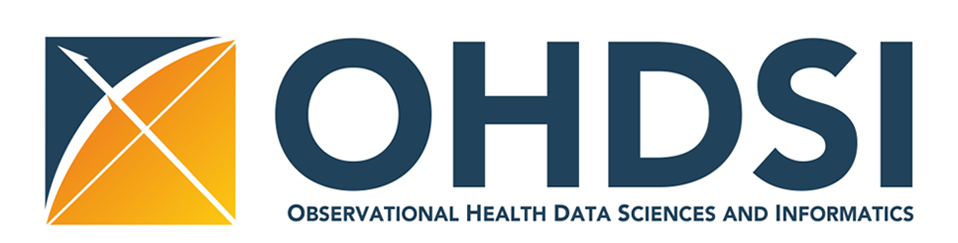 OHDSI
OBSERVATIONAL HEALTH DATA SCIENCES AND INFORMATICS